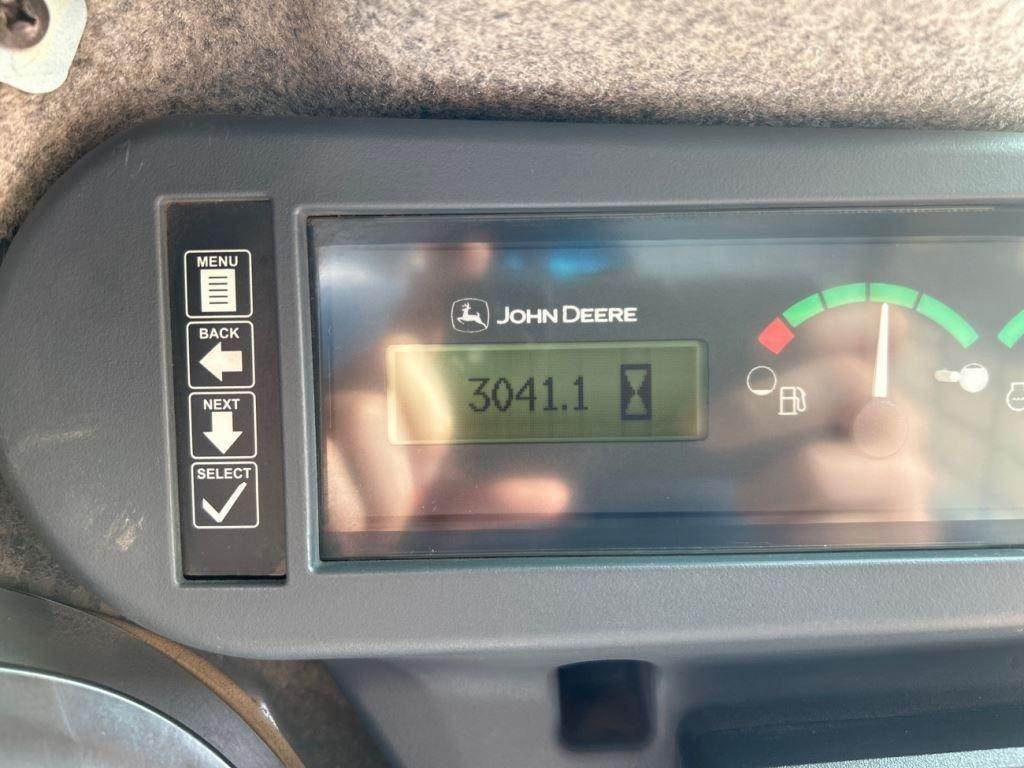 MENU
BACK
NEXT
SELECT
JOHN DEERE
3041.1